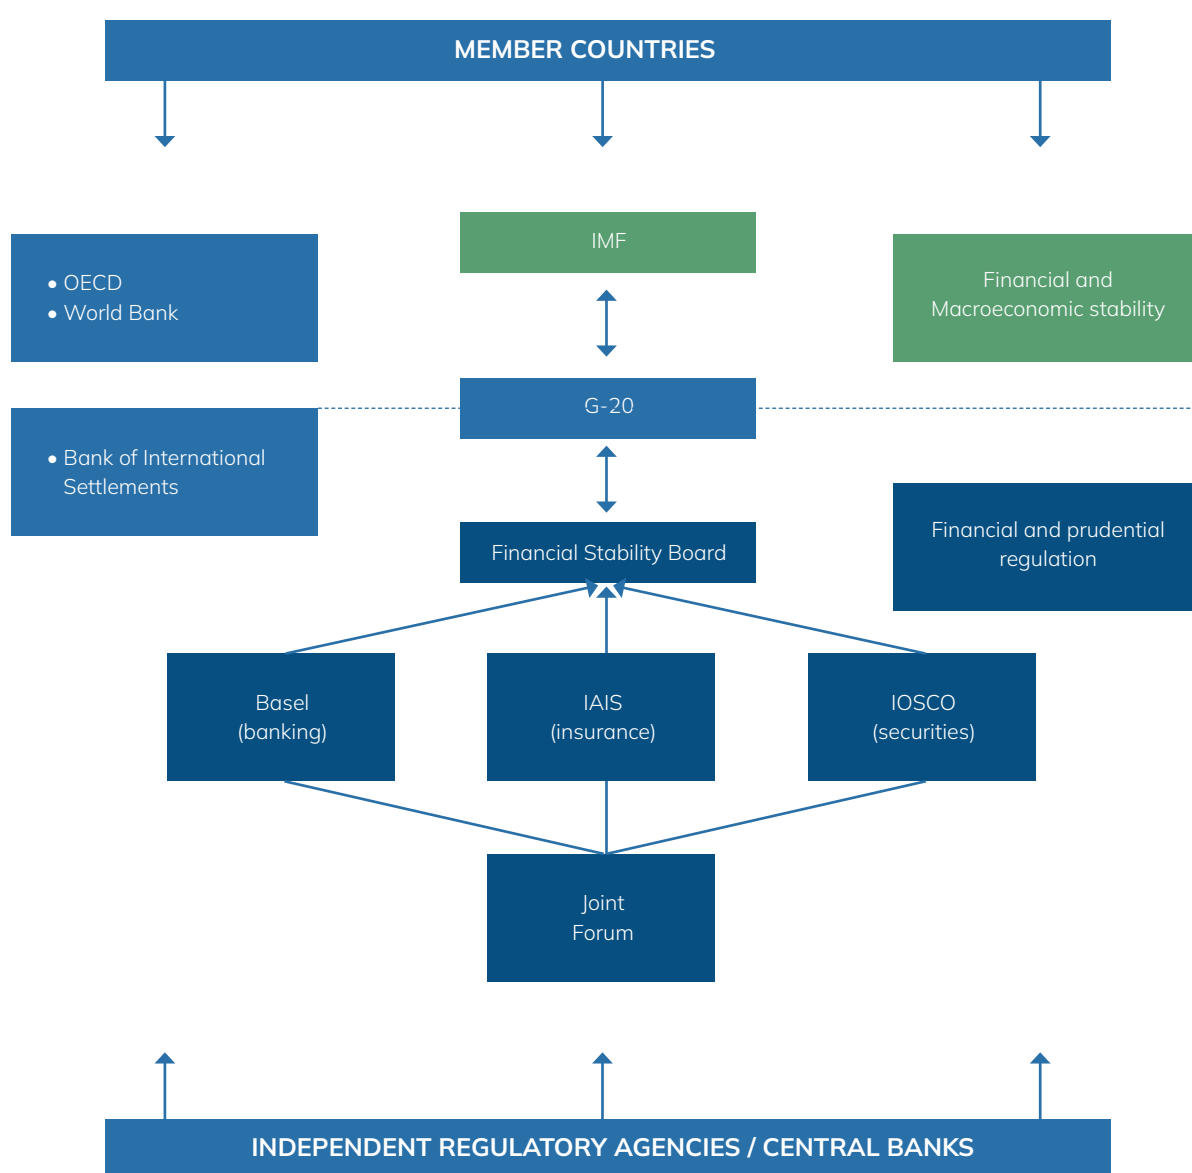 MEMBER COUNTRIES
IMF
• OECD
• World Bank
Financial and
Macroeconomic stability
G-20
• Bank of International
Settlements
Financial and prudential
regulation
Financial Stability Board
Basel
(banking)
IAIS
(insurance)
IOSCO
(securities)
Joint
Forum
INDEPENDENT REGULATORY AGENCIES / CENTRAL BANKS